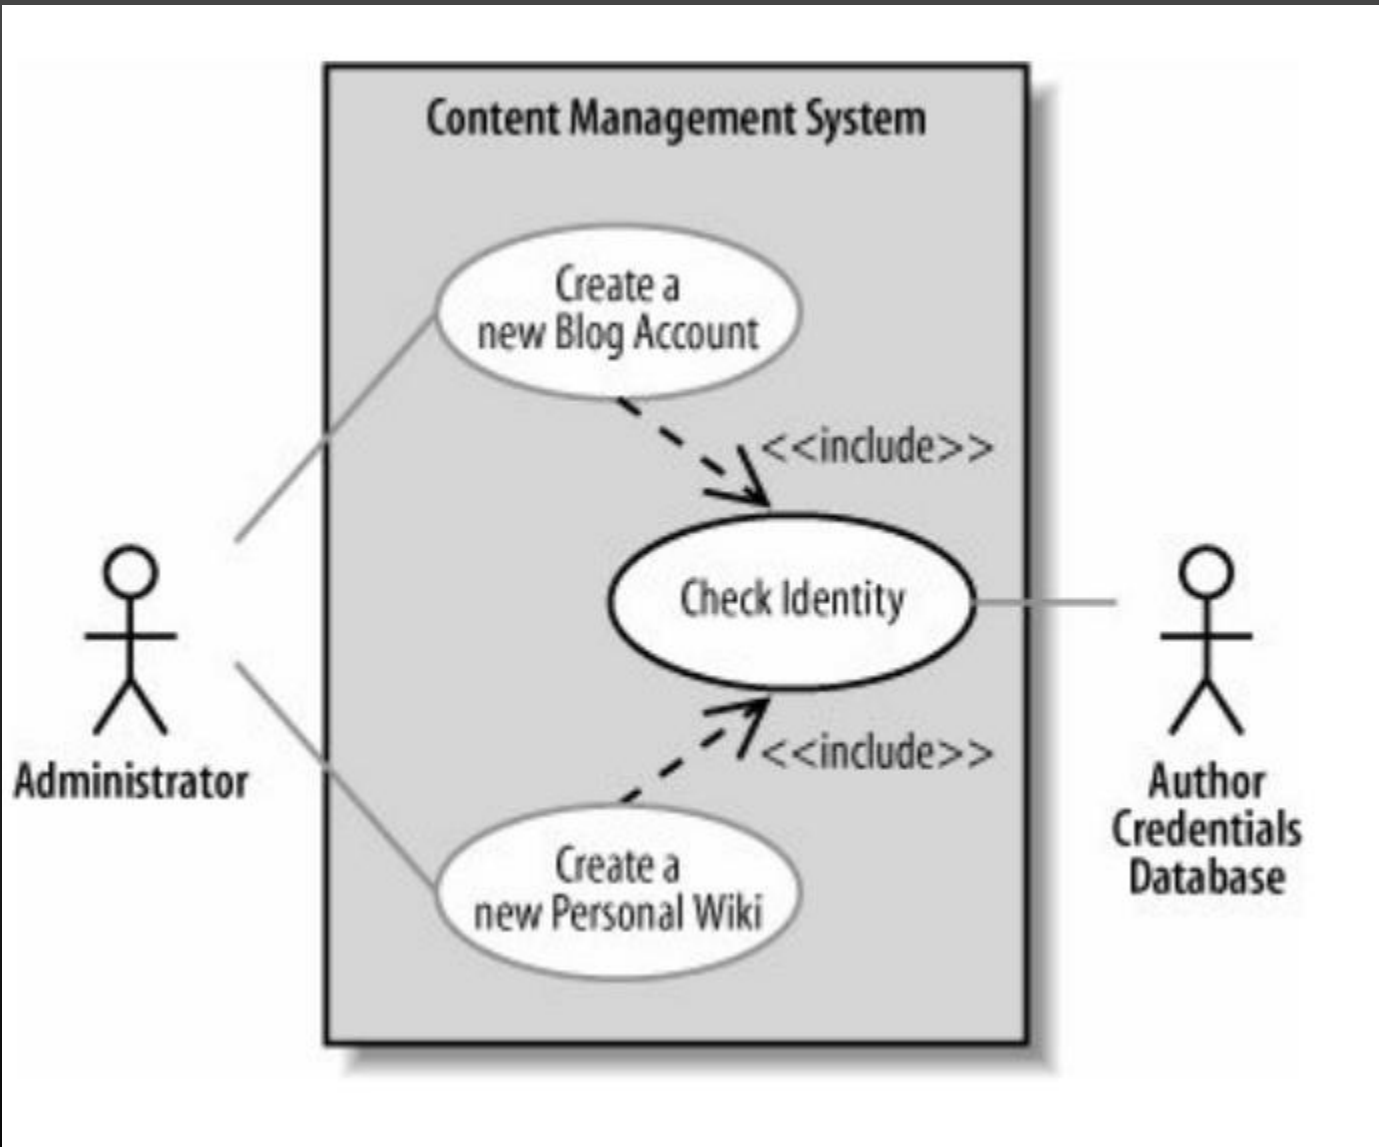 Content Management System
Create a
new Blog Account
<<include>>
Check Identity
<<include>>
Administrator
Author
Credentials
Database
Create a
new Personal Wiki